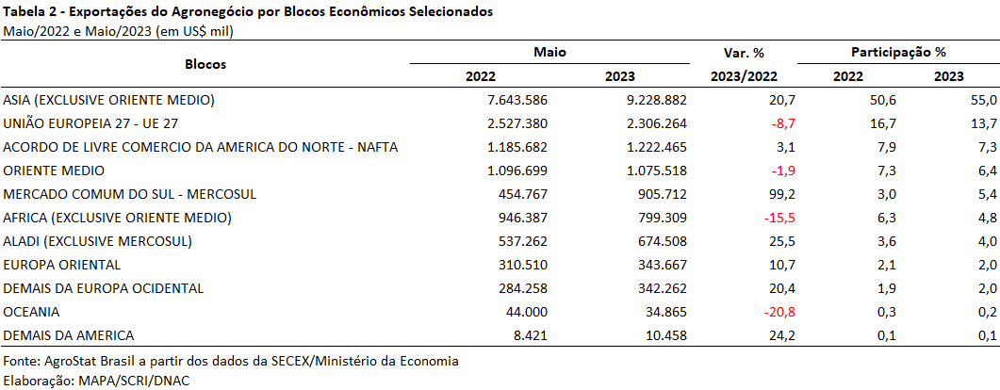 Tabela 2 - Exportações do Agronegócio por Blocos Econômicos Selecionados
Maio/2022 e Maio/2023 (em US$ mil)
Blocos Maio Var. % Participação %
2022 2023 2023/2022 2022 2023
ASIA (EXCLUSIVE ORIENTE MEDIO) 7.643.586 9.228.882 20,7 50,6 55,0
UNIÃO EUROPEIA 27 - UE 27 2.527.380 2.306.264 -8,7 16,7 13,7
ACORDO DE LIVRE COMERCIO DA AMERICA DO NORTE - NAFTA 1.185.682 1.222.465 3,1 7,9 7,3
ORIENTE MEDIO 1.096.699 1.075.518 -1,9 7,3 6,4
MERCADO COMUM DO SUL - MERCOSUL 454.767 905.712 99,2 3,0 5,4
AFRICA (EXCLUSIVE ORIENTE MEDIO) 946.387 799.309 -15,5 6,3 4,8
ALADI (EXCLUSIVE MERCOSUL) 537.262 674.508 25,5 3,6 4,0
EUROPA ORIENTAL 310.510 343.667 10,7 2,1 2,0
DEMAIS DA EUROPA OCIDENTAL 284.258 342.262 20,4 1,9 2,0
OCEANIA 44.000 34.865 -20,8 0,3 0,2
DEMAIS DA AMERICA 8.421 10.458 24,2 0,1 0,1
Fonte: AgroStat Brasil a partir dos dados da SECEX/Ministério da Economia
Elaboração: MAPA/SCRI/DNAC